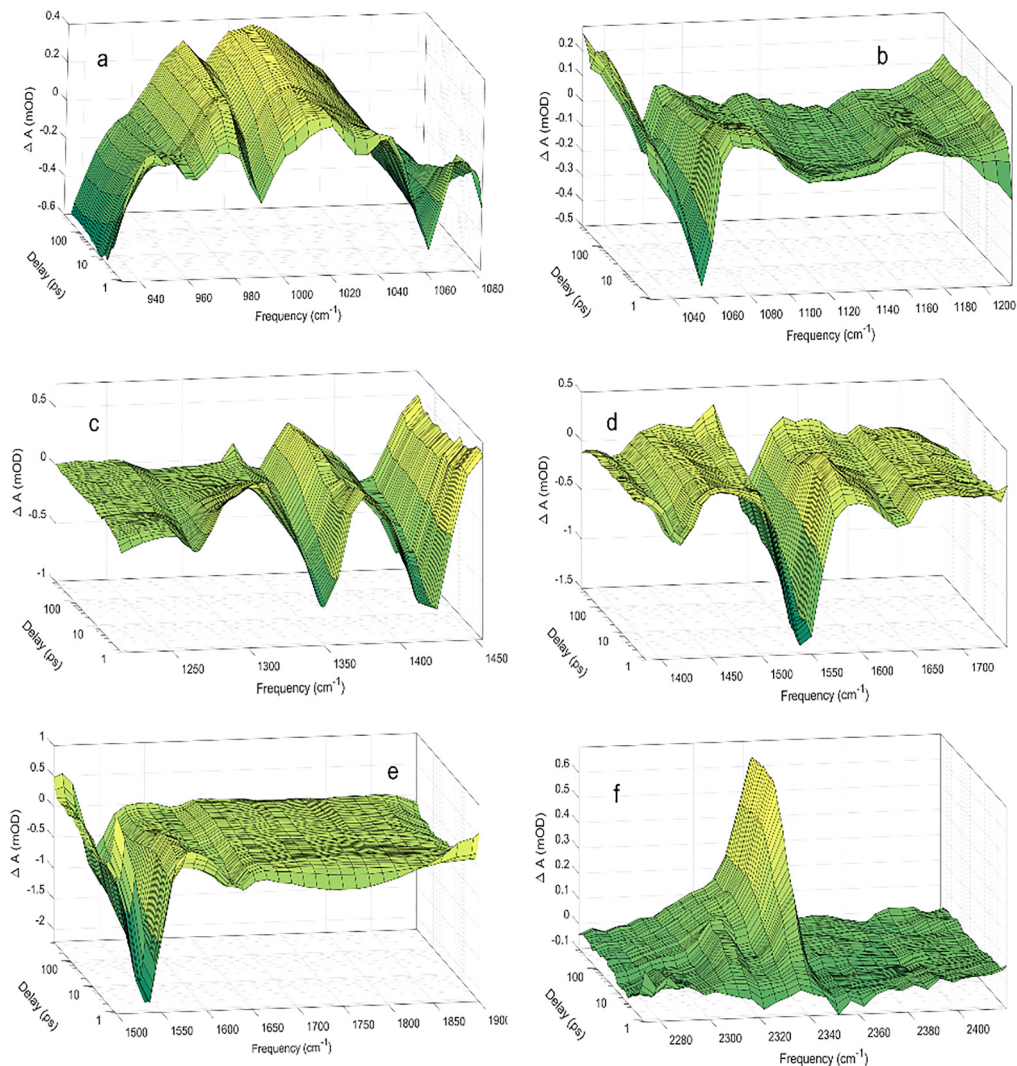 a
0.4
0.2
0
-0.2
-0.4
-0.6
Δ A (mOD)
100
10
1
Delay (ps)
940 960 980 1000 1020 1040 1060 1080
Frequency (cm-1)
b
0.2
0.1
0
-0.1
-0.2
-0.3
-0.4
-0.5
Δ A (mOD)
100
10
1
Delay (ps)
1040 1060 1080 1100 1120 1140 1160 1180 1200
Frequency (cm-1)
c
0.5
0
-0.5
-1
Δ A (mOD)
100
10
1
Delay (ps)
1250 1300 1350 1400 1450
Frequency (cm-1)
d
0.5
0
-0.5
-1
-1.5
Δ A (mOD)
100
10
1
Delay (ps)
1400 1450 1500 1550 1600 1650 1700
Frequency (cm-1)
e
1
0.5
0
-0.5
-1
-1.5
-2
Δ A (mOD)
100
10
1
Delay (ps)
1500 1550 1600 1650 1700 1750 1800 1850 1900
Frequency (cm-1)
f
0.6
0.5
0.4
0.3
0.2
0.1
0
-0.1
Δ A (mOD)
100
10
1
Delay (ps)
2280 2300 2320 2340 2360 2380 2400
Frequency (cm-1)